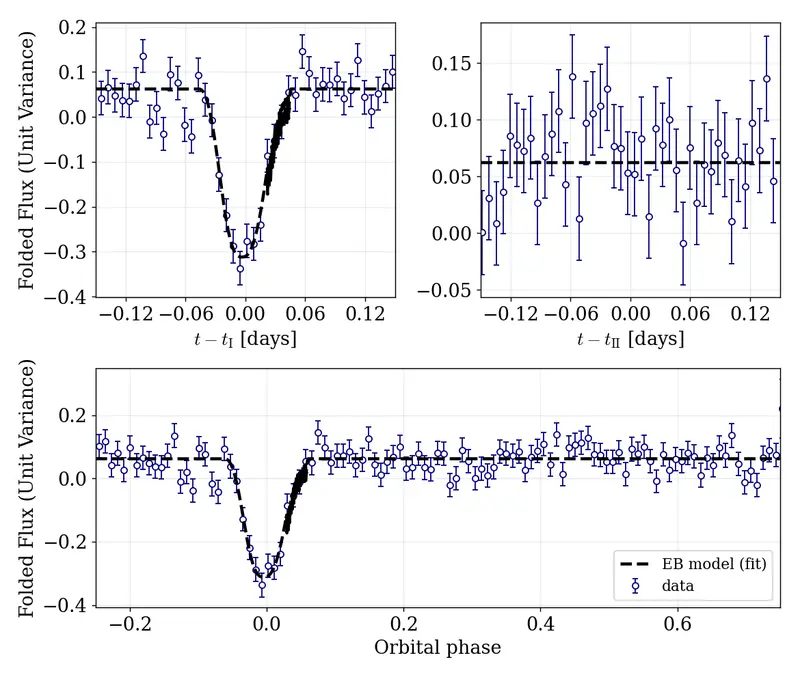 Folded Flux (Unit Variance)
0.2
0.1
0.0
−0.1
−0.2
−0.3
−0.4
−0.12 −0.06 0.00 0.06 0.12
t − tI [days]
0.15
0.10
0.05
0.00
−0.05
−0.12 −0.06 0.00 0.06 0.12
t − tII [days]
Folded Flux (Unit Variance)
0.2
0.0
−0.2
−0.4
−0.2 0.0 0.2 0.4 0.6
EB model (fit)
data
Orbital phase